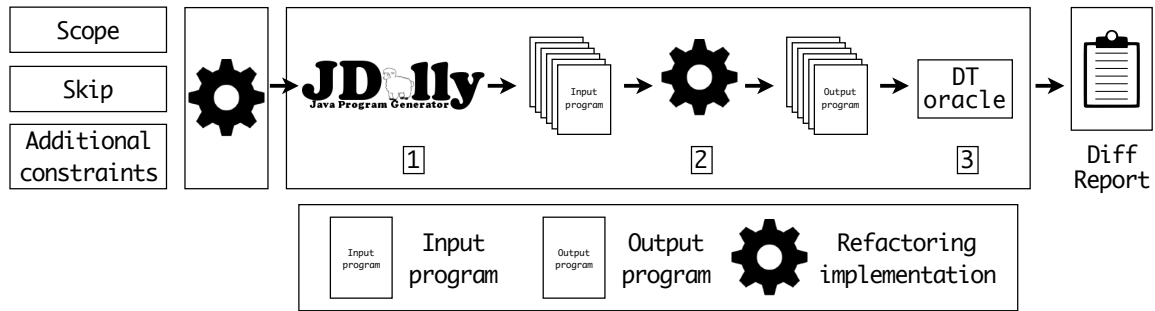 Scope
Skip
Additional
constraints
JDolly
Java Program Generator
Input
program
Output
program
DT
oracle
1
2
3
Diff
Report
Input
program
Input
program
Output
program
Output
program
Refactoring
implementation